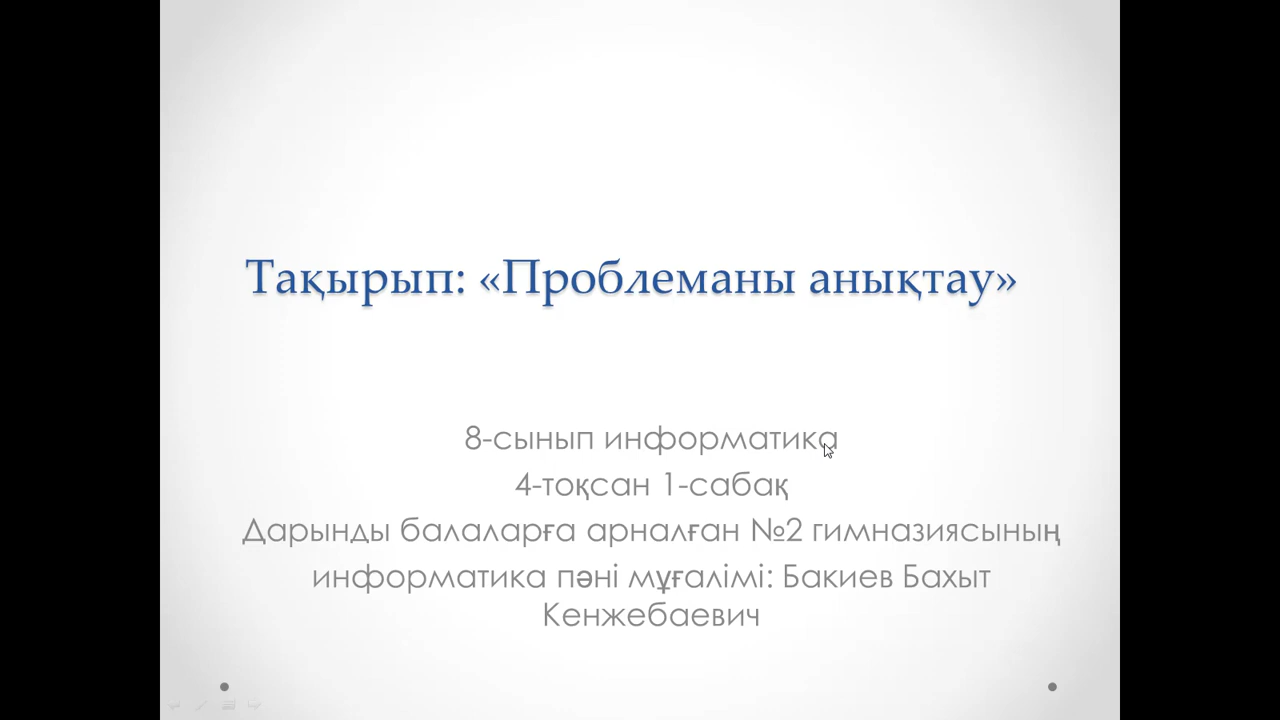 Тақырып: «Проблеманы анықтау»
8-сынып информатика
4-тоқсан 1-сабақ
Дарынды балаларға арналған №2 гимназиясының
информатика пәні мұғалімі: Бакиев Бахыт
Кенжебаевич